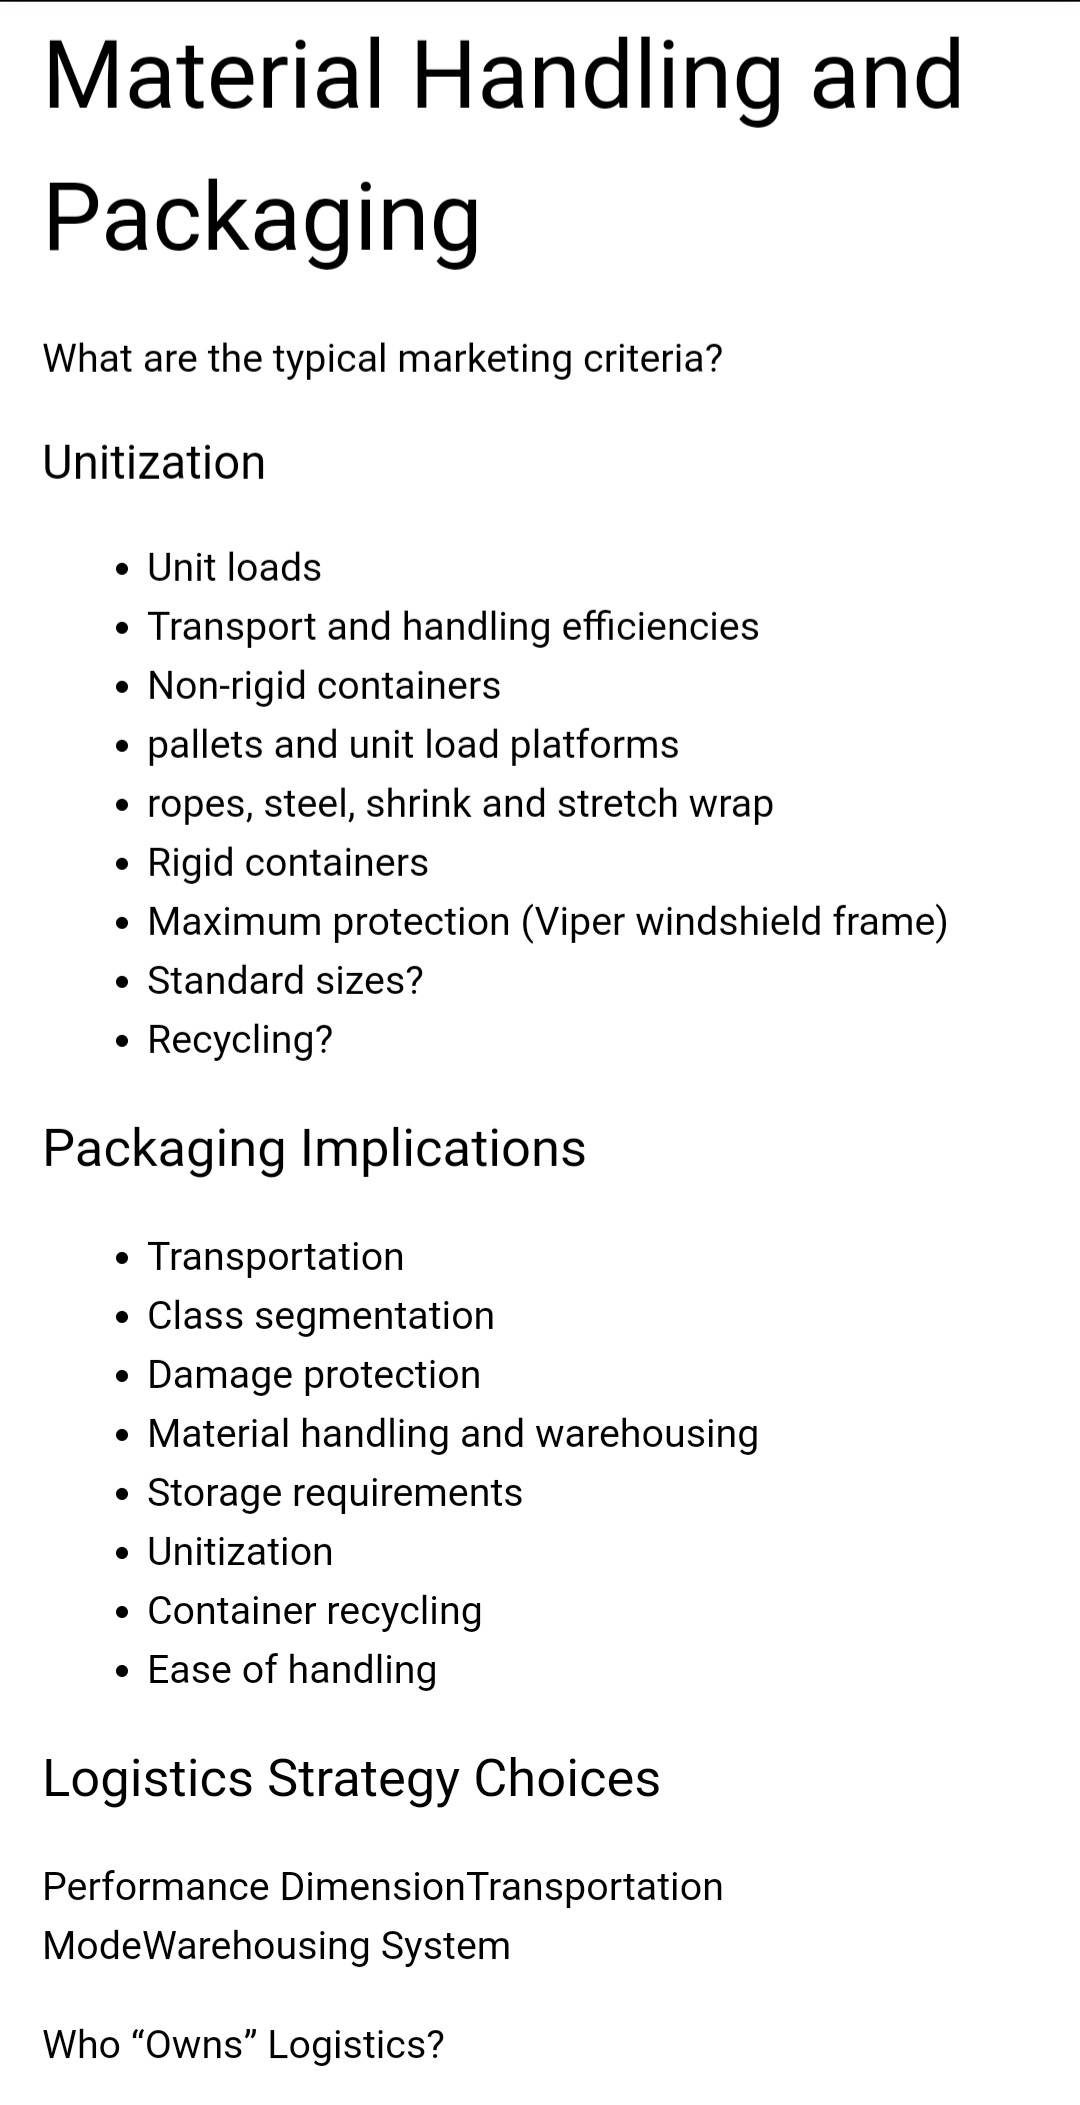 Material Handling and
Packaging
What are the typical marketing criteria?
Unitization
• Unit loads
• Transport and handling efficiencies
• Non-rigid containers
• pallets and unit load platforms
• ropes, steel, shrink and stretch wrap
• Rigid containers
• Maximum protection (Viper windshield frame)
• Standard sizes?
• Recycling?
Packaging Implications
• Transportation
• Class segmentation
• Damage protection
• Material handling and warehousing
• Storage requirements
• Unitization
• Container recycling
• Ease of handling
Logistics Strategy Choices
Performance DimensionTransportation
ModeWarehousing System
Who “Owns” Logistics?